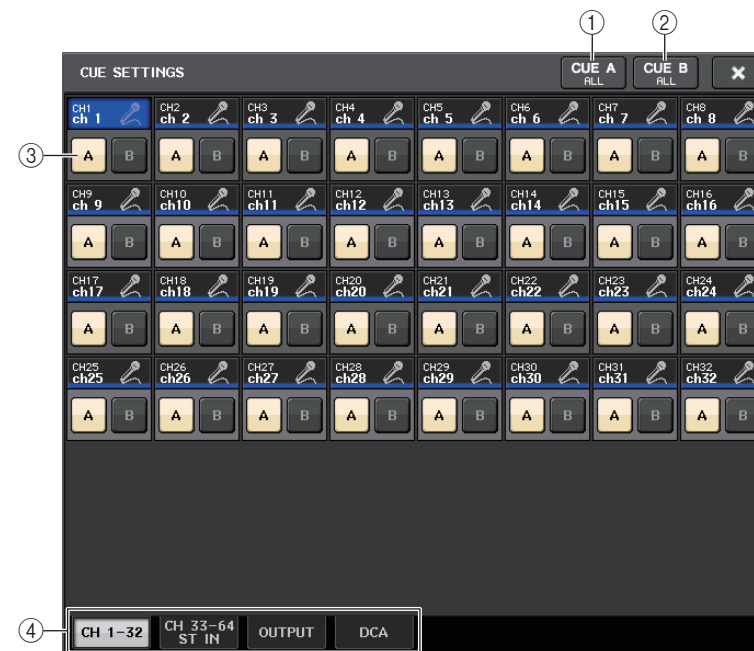 ① ②
CUE SETTINGS CUE A ALL CUE B ALL ×
CH1 CH2 CH3 CH4 CH5 CH6 CH7 CH8
ch 1 ch 2 ch 3 ch 4 ch 5 ch 6 ch 7 ch 8
③ A B A B A B A B A B A B A B A B
CH9 CH10 CH11 CH12 CH13 CH14 CH15 CH16
ch 9 ch10 ch11 ch12 ch13 ch14 ch15 ch16
A B A B A B A B A B A B A B A B
CH17 CH18 CH19 CH20 CH21 CH22 CH23 CH24
ch17 ch18 ch19 ch20 ch21 ch22 ch23 ch24
A B A B A B A B A B A B A B A B
CH25 CH26 CH27 CH28 CH29 CH30 CH31 CH32
ch25 ch26 ch27 ch28 ch29 ch30 ch31 ch32
A B A B A B A B A B A B A B A B
④ CH 1-32 CH 33-64 ST IN OUTPUT DCA